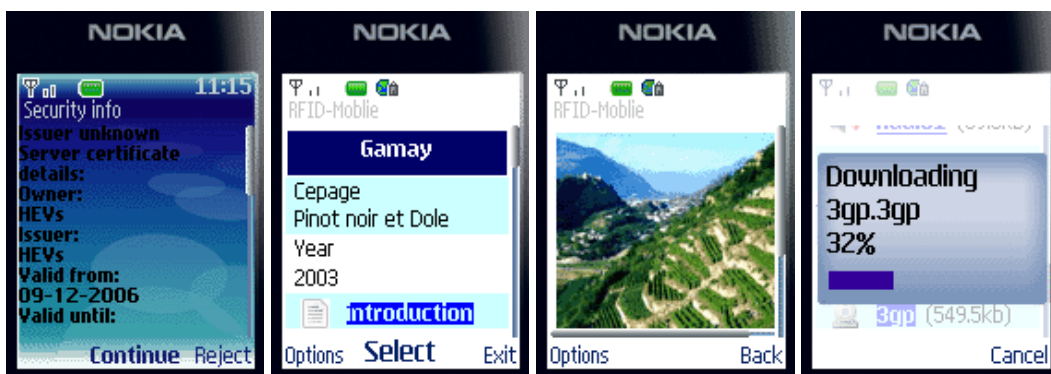 NOKIA
11:15
Security info
Issuer unknown
Server certificate
details:
Owner:
HEVs
Issuer:
HEVs
Valid from:
09-12-2006
Valid until:
Continue Reject
NOKIA
RFID-Moblie
Gamay
Cepage
Pinot noir et Dole
Year
2003
introduction
Options Select Exit
NOKIA
RFID-Moblie
Options Back
NOKIA
Downloading
3gp.3gp
32%
3gp (549.5kb)
Cancel